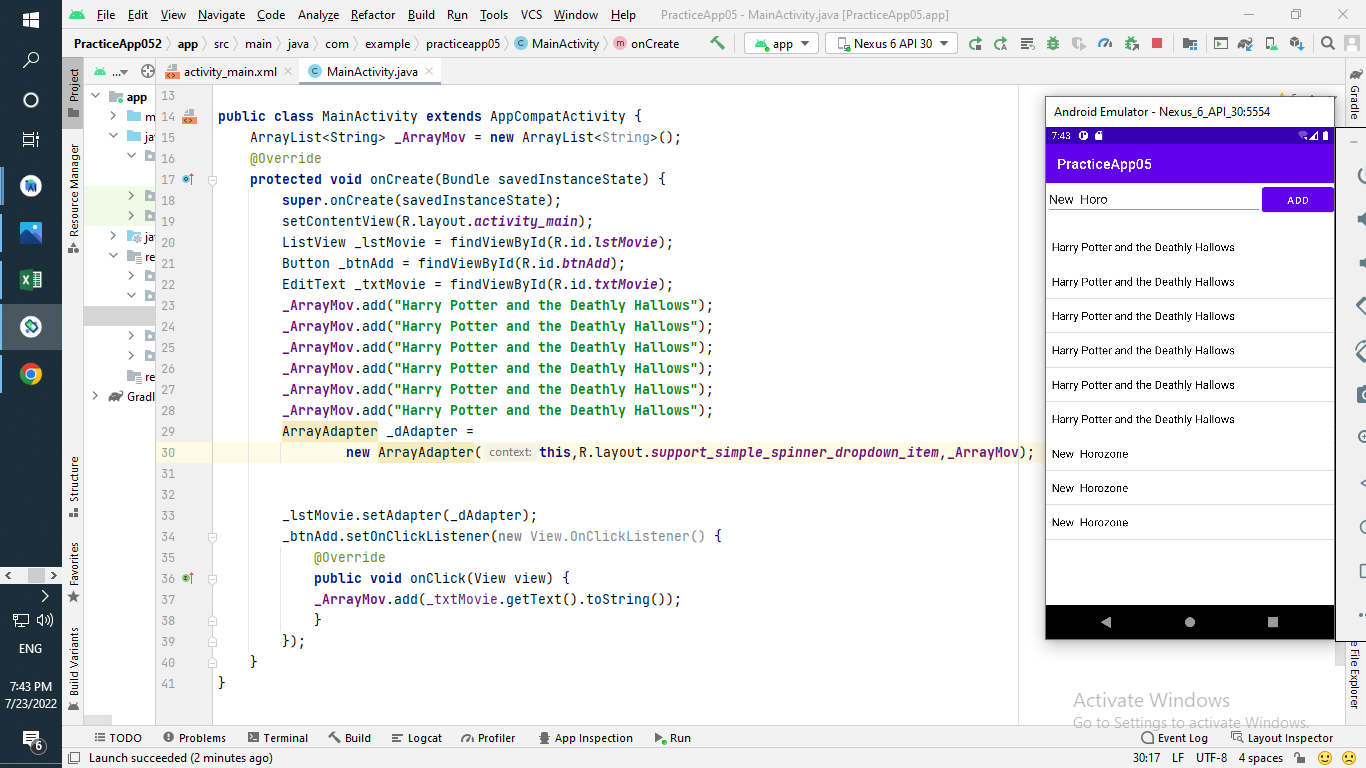 File Edit View Navigate Code Analyze Refactor Build Run Tools VCS Window Help PracticeApp05 - MainActivity.java [PracticeApp05.app]
PracticeApp052 app src main java com example practiceapp05 MainActivity onCreate app Nexus 6 API 30
... activity_main.xml MainActivity.java
Project
Resource Manager
Structure
Favorites
Build Variants
app
m
ja
ja
re
re
Gradl
13
14 public class MainActivity extends AppCompatActivity {
15 ArrayList<String> _ArrayMov = new ArrayList<String>();
16 @Override
17 protected void onCreate(Bundle savedInstanceState) {
18 super.onCreate(savedInstanceState);
19 setContentView(R.layout.activity_main);
20 ListView _lstMovie = findViewById(R.id.lstMovie);
21 Button _btnAdd = findViewById(R.id.btnAdd);
22 EditText _txtMovie = findViewById(R.id.txtMovie);
23 _ArrayMov.add("Harry Potter and the Deathly Hallows");
24 _ArrayMov.add("Harry Potter and the Deathly Hallows");
25 _ArrayMov.add("Harry Potter and the Deathly Hallows");
26 _ArrayMov.add("Harry Potter and the Deathly Hallows");
27 _ArrayMov.add("Harry Potter and the Deathly Hallows");
28 _ArrayMov.add("Harry Potter and the Deathly Hallows");
29 ArrayAdapter _dAdapter =
30 new ArrayAdapter( context: this,R.layout.support_simple_spinner_dropdown_item,_ArrayMov);
31
32
33 _lstMovie.setAdapter(_dAdapter);
34 _btnAdd.setOnClickListener(new View.OnClickListener() {
35 @Override
36 public void onClick(View view) {
37 _ArrayMov.add(_txtMovie.getText().toString());
38 }
39 });
40 }
41 }
Android Emulator - Nexus_6_API_30:5554
7:43
PracticeApp05
New Horo ADD
Harry Potter and the Deathly Hallows
Harry Potter and the Deathly Hallows
Harry Potter and the Deathly Hallows
Harry Potter and the Deathly Hallows
Harry Potter and the Deathly Hallows
Harry Potter and the Deathly Hallows
New Horozone
New Horozone
New Horozone
Gradle
e File Explorer
Activate Windows
Go to Settings to activate Windows.
ENG
7:43 PM
7/23/2022
6
TODO Problems Terminal Build Logcat Profiler App Inspection Run Event Log Layout Inspector
Launch succeeded (2 minutes ago) 30:17 LF UTF-8 4 spaces